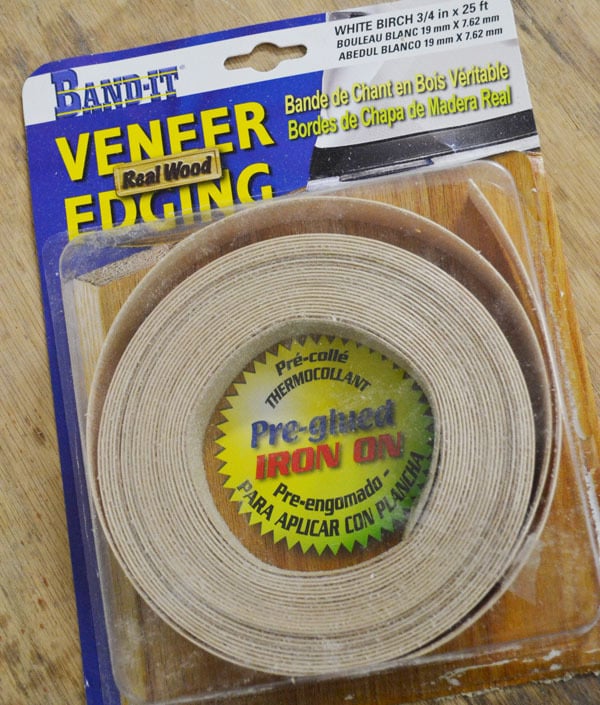 WHITE BIRCH 3/4 in x 25 ft
BOULEAU BLANC 19 mm X 7.62 mm
ABEDUL BLANCO 19 mm X 7.62 mm
BAND-IT®
Bande de Chant en Bois Véritable
Bordes de Chapa de Madera Real
VENEER
Real Wood
EDGING
Pré-collé
THERMOCOLLANT
Pre-glued
IRON ON
Pre-engomado -
PARA APLICAR CON PLANCHA